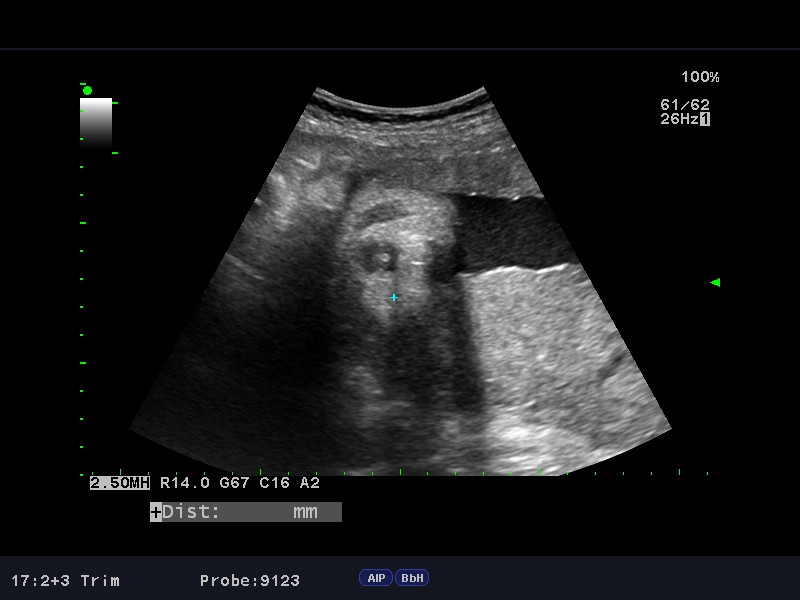 100%
61/62
26Hz1
2.50MH R14.0 G67 C16 A2
+Dist: mm
17:2+3 Trim Probe:9123 AIP BbH